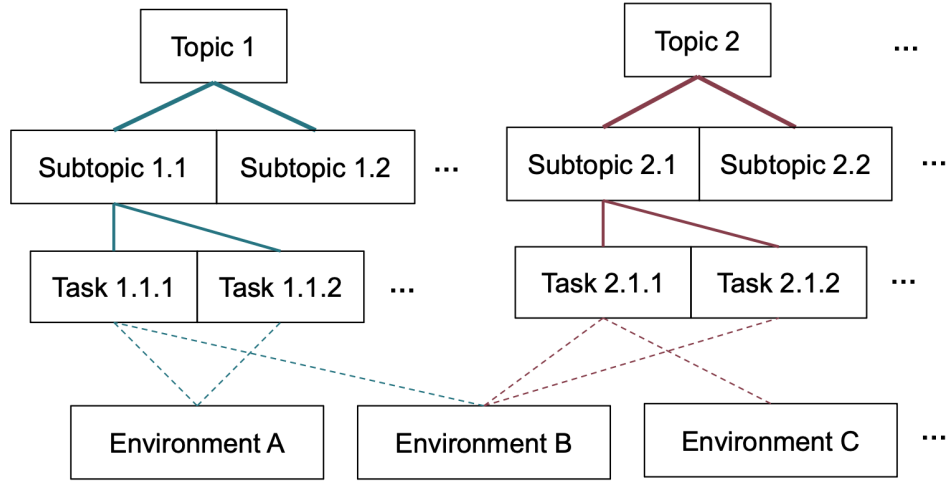 Topic 1
Topic 2
...
Subtopic 1.1
Subtopic 1.2
...
Subtopic 2.1
Subtopic 2.2
...
Task 1.1.1
Task 1.1.2
...
Task 2.1.1
Task 2.1.2
...
Environment A
Environment B
Environment C
...